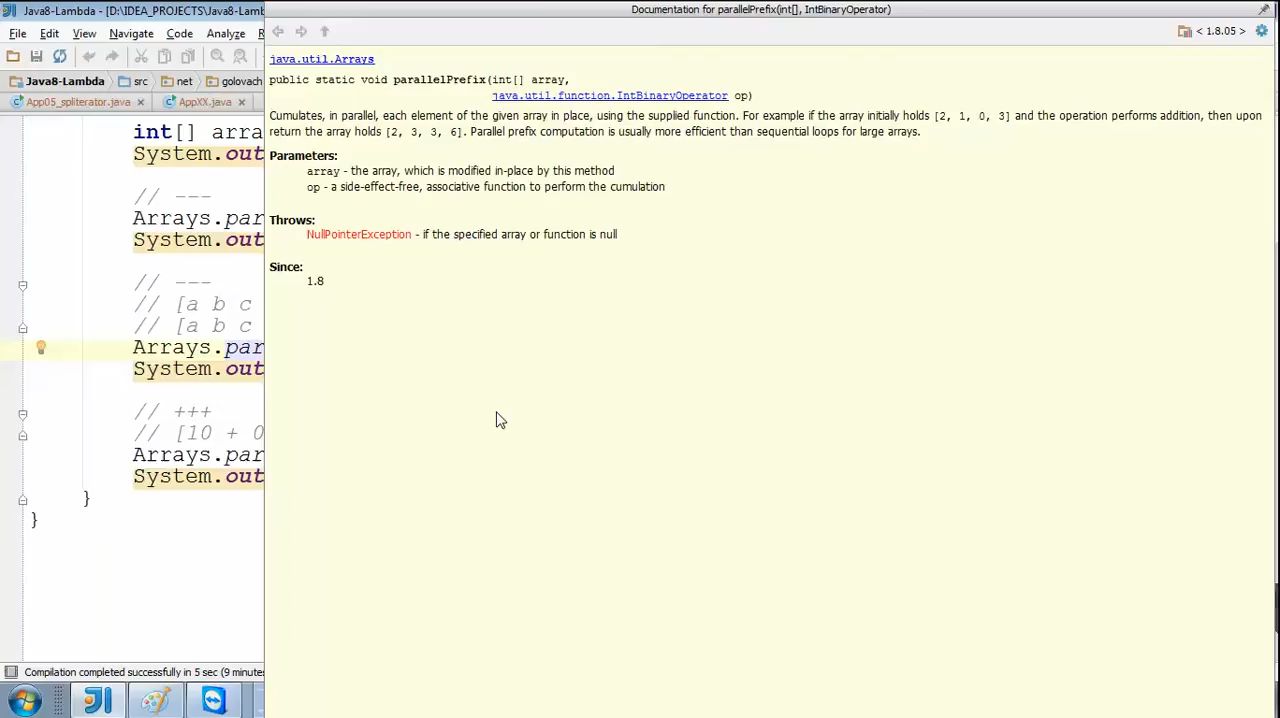 Java8-Lambda - [D:\IDEA_PROJECTS\Java8-Lamb
Documentation for parallelPrefix(int[], IntBinaryOperator)
File Edit View Navigate Code Analyze R
< 1.8.05 >
Java8-Lambda src net golovach
App05_spliterator.java × AppXX.java ×
java.util.Arrays
public static void parallelPrefix(int[] array,
java.util.function.IntBinaryOperator op)
Cumulates, in parallel, each element of the given array in place, using the supplied function. For example if the array initially holds [2, 1, 0, 3] and the operation performs addition, then upon
return the array holds [2, 3, 3, 6]. Parallel prefix computation is usually more efficient than sequential loops for large arrays.
Parameters:
array - the array, which is modified in-place by this method
op - a side-effect-free, associative function to perform the cumulation
Throws:
NullPointerException - if the specified array or function is null
Since:
1.8
int[] arra
System.out
// ---
Arrays.par
System.out
// ---
// [a b c
// [a b c
Arrays.par
System.out
// +++
// [10 + 0
Arrays.par
System.out
}
}
Compilation completed successfully in 5 sec (9 minutes